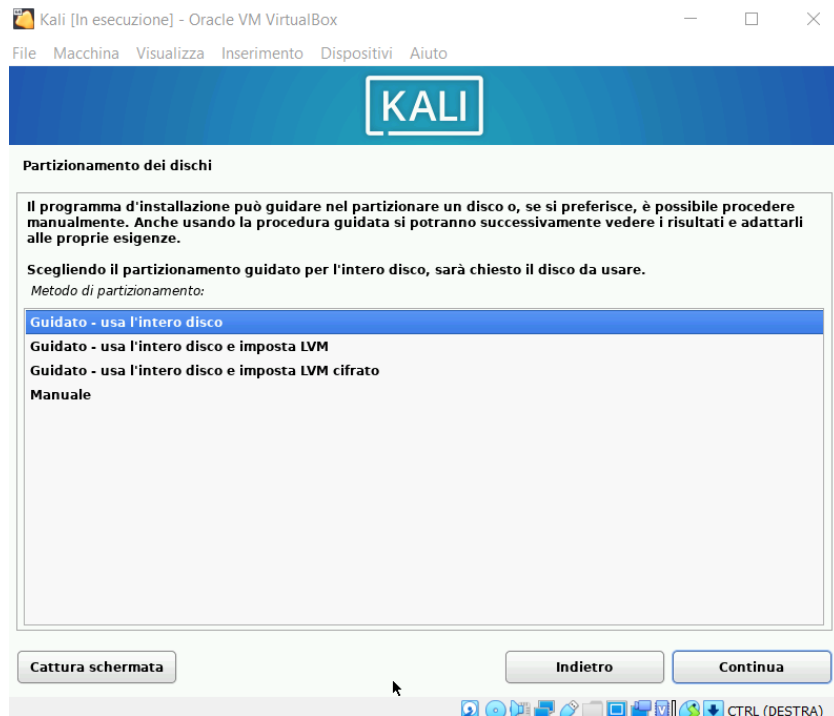 Kali [In esecuzione] - Oracle VM VirtualBox
File Macchina Visualizza Inserimento Dispositivi Aiuto
KALI
Partizionamento dei dischi
Il programma d'installazione può guidare nel partizionare un disco o, se si preferisce, è possibile procedere
manualmente. Anche usando la procedura guidata si potranno successivamente vedere i risultati e adattarli
alle proprie esigenze.
Scegliendo il partizionamento guidato per l'intero disco, sarà chiesto il disco da usare.
Metodo di partizionamento:
Guidato - usa l'intero disco
Guidato - usa l'intero disco e imposta LVM
Guidato - usa l'intero disco e imposta LVM cifrato
Manuale
Cattura schermata
Indietro
Continua
CTRL (DESTRA)